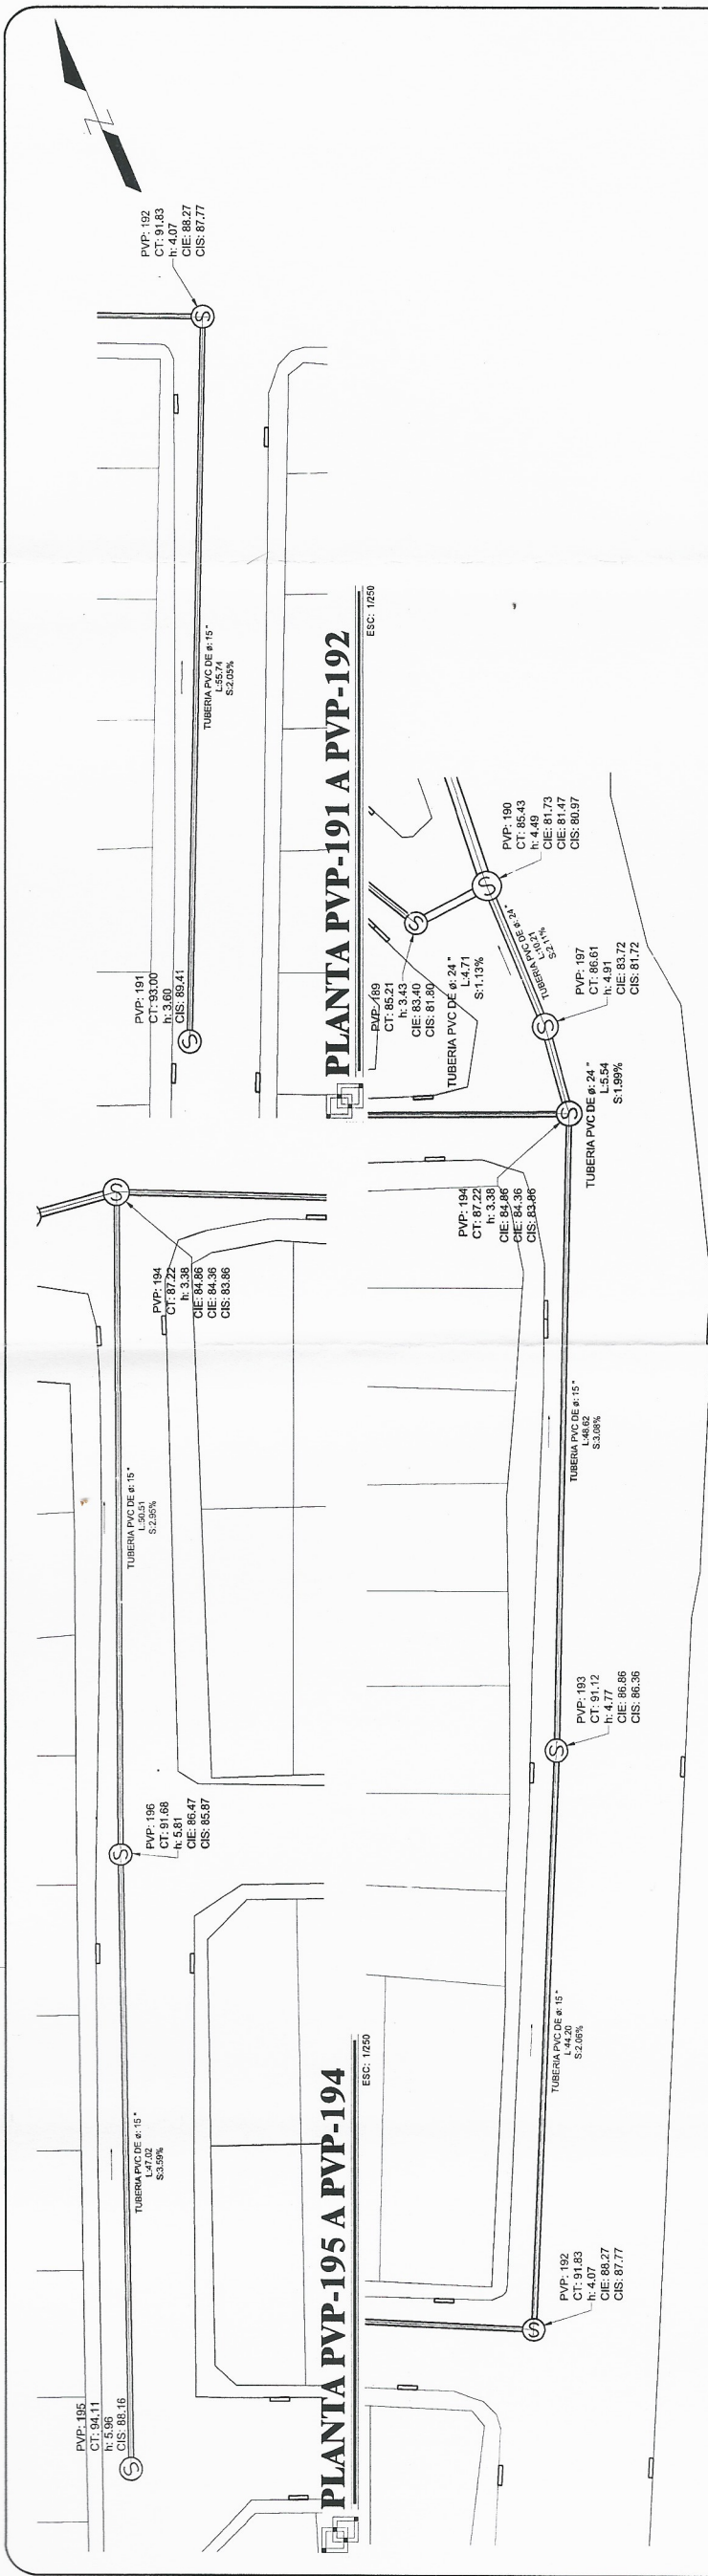 PVP: 191
CT: 93.00
h: 3.60
CIS: 89.41
TUBERIA PVC DE ø: 15 "
L:55.74
S:2.05%
PVP: 192
CT: 91.83
h: 4.07
CIE: 88.27
CIS: 87.77
PLANTA PVP-191 A PVP-192
ESC: 1/250
PVP: 195
CT: 94.11
h: 5.96
CIS: 88.16
TUBERIA PVC DE ø: 15 "
L:47.02
S:3.59%
PVP: 196
CT: 91.68
h: 5.81
CIE: 86.47
CIS: 85.87
TUBERIA PVC DE ø: 15 "
L:50.51
S:2.95%
PVP: 194
CT: 87.22
h: 3.38
CIE: 84.86
CIE: 84.36
CIS: 83.86
PLANTA PVP-195 A PVP-194
ESC: 1/250
PVP: 192
CT: 91.83
h: 4.07
CIE: 88.27
CIS: 87.77
TUBERIA PVC DE ø: 15 "
L:44.20
S:2.06%
PVP: 193
CT: 91.12
h: 4.77
CIE: 86.86
CIS: 86.36
TUBERIA PVC DE ø: 15 "
L:48.62
S:3.08%
PVP: 194
CT: 87.22
h: 3.38
CIE: 84.86
CIE: 84.36
CIS: 83.86
TUBERIA PVC DE ø: 24 "
L:5.54
S:1.99%
PVP: 197
CT: 86.61
h: 4.91
CIE: 83.72
CIS: 81.72
TUBERIA PVC DE ø: 24 "
L:10.21
S:2.11%
PVP: 189
CT: 85.21
h: 3.43
CIE: 83.40
CIS: 81.80
TUBERIA PVC DE ø: 24 "
L:4.71
S:1.13%
PVP: 190
CT: 85.43
h: 4.49
CIE: 81.73
CIE: 81.47
CIS: 80.97